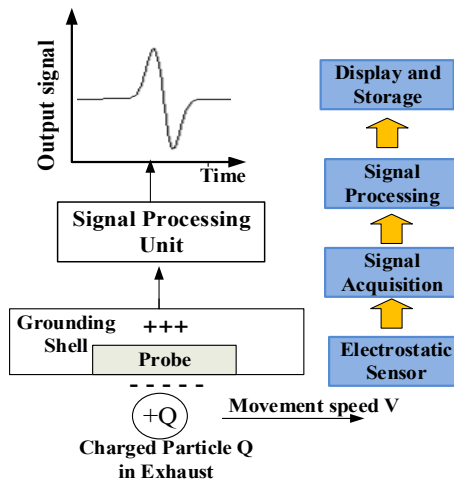 Output signal
Time
Signal Processing
Unit
Grounding
Shell
+++
Probe
- - - - -
+Q
Movement speed V
Charged Particle Q
in Exhaust
Display and
Storage
Signal
Processing
Signal
Acquisition
Electrostatic
Sensor